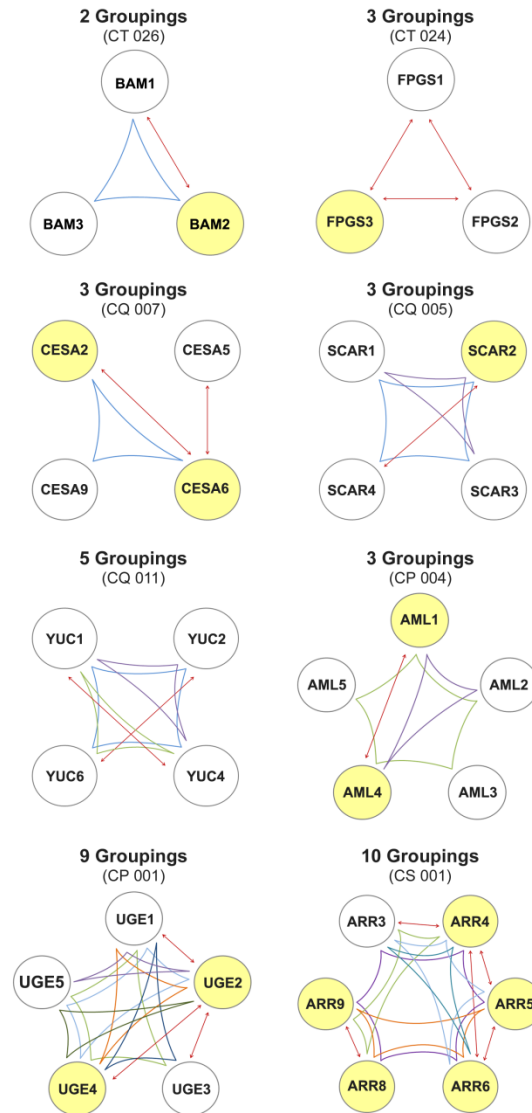 2 Groupings
(CT 026)
BAM1
BAM3
BAM2
3 Groupings
(CT 024)
FPGS1
FPGS3
FPGS2
3 Groupings
(CQ 007)
CESA2
CESA5
CESA9
CESA6
3 Groupings
(CQ 005)
SCAR1
SCAR2
SCAR4
SCAR3
5 Groupings
(CQ 011)
YUC1
YUC2
YUC6
YUC4
3 Groupings
(CP 004)
AML1
AML5
AML2
AML4
AML3
9 Groupings
(CP 001)
UGE1
UGE5
UGE2
UGE4
UGE3
10 Groupings
(CS 001)
ARR3
ARR4
ARR9
ARR5
ARR8
ARR6